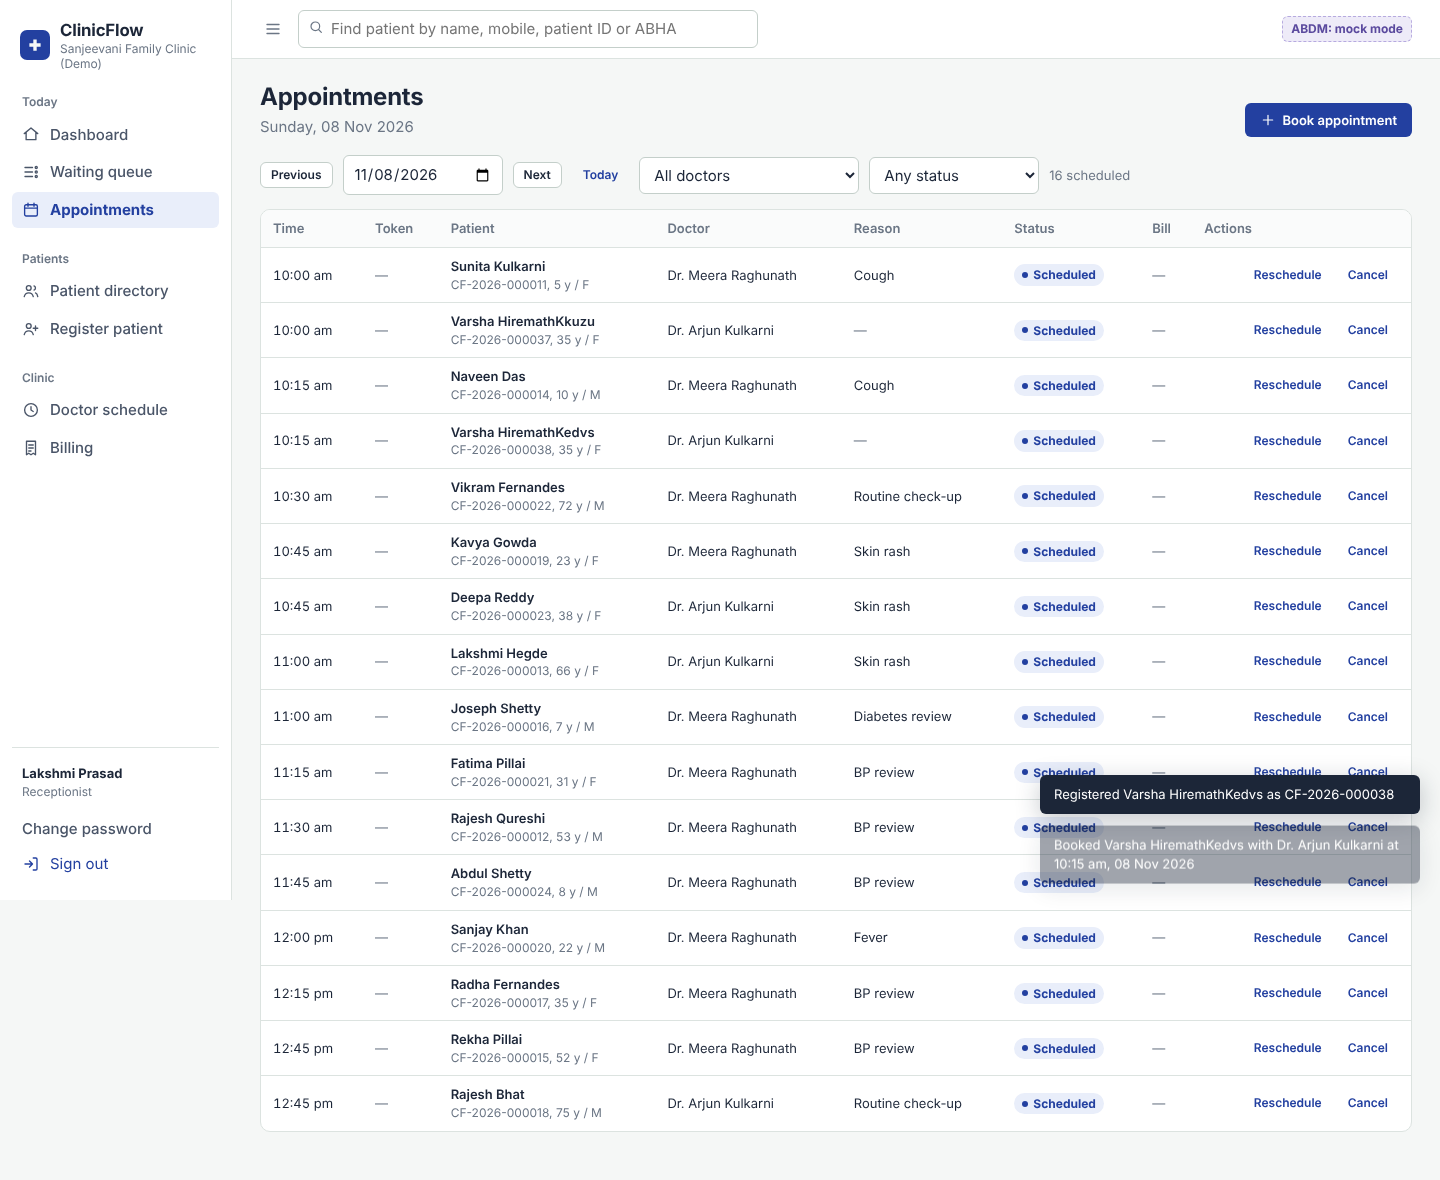 ClinicFlow
Sanjeevani Family Clinic
(Demo)
Today
Dashboard
Waiting queue
Appointments
Patients
Patient directory
Register patient
Clinic
Doctor schedule
Billing
Lakshmi Prasad
Receptionist
Change password
Sign out
Find patient by name, mobile, patient ID or ABHA
ABDM: mock mode
Appointments
Sunday, 08 Nov 2026
Book appointment
Previous 11/08/2026 Next Today All doctors Any status 16 scheduled
Time Token Patient Doctor Reason Status Bill Actions
10:00 am — Sunita Kulkarni Dr. Meera Raghunath Cough Scheduled — Reschedule Cancel
CF-2026-000011, 5 y / F
10:00 am — Varsha HiremathKkuzu Dr. Arjun Kulkarni — Scheduled — Reschedule Cancel
CF-2026-000037, 35 y / F
10:15 am — Naveen Das Dr. Meera Raghunath Cough Scheduled — Reschedule Cancel
CF-2026-000014, 10 y / M
10:15 am — Varsha HiremathKedvs Dr. Arjun Kulkarni — Scheduled — Reschedule Cancel
CF-2026-000038, 35 y / F
10:30 am — Vikram Fernandes Dr. Meera Raghunath Routine check-up Scheduled — Reschedule Cancel
CF-2026-000022, 72 y / M
10:45 am — Kavya Gowda Dr. Meera Raghunath Skin rash Scheduled — Reschedule Cancel
CF-2026-000019, 23 y / F
10:45 am — Deepa Reddy Dr. Arjun Kulkarni Skin rash Scheduled — Reschedule Cancel
CF-2026-000023, 38 y / F
11:00 am — Lakshmi Hegde Dr. Arjun Kulkarni Skin rash Scheduled — Reschedule Cancel
CF-2026-000013, 66 y / F
11:00 am — Joseph Shetty Dr. Meera Raghunath Diabetes review Scheduled — Reschedule Cancel
CF-2026-000016, 7 y / M
11:15 am — Fatima Pillai Dr. Meera Raghunath BP review Scheduled — Reschedule Cancel
CF-2026-000021, 31 y / F
Registered Varsha HiremathKedvs as CF-2026-000038
11:30 am — Rajesh Qureshi Dr. Meera Raghunath BP review Scheduled — Reschedule Cancel
CF-2026-000012, 53 y / M
Booked Varsha HiremathKedvs with Dr. Arjun Kulkarni at
10:15 am, 08 Nov 2026
11:45 am — Abdul Shetty Dr. Meera Raghunath BP review Scheduled — Reschedule Cancel
CF-2026-000024, 8 y / M
12:00 pm — Sanjay Khan Dr. Meera Raghunath Fever Scheduled — Reschedule Cancel
CF-2026-000020, 22 y / M
12:15 pm — Radha Fernandes Dr. Meera Raghunath BP review Scheduled — Reschedule Cancel
CF-2026-000017, 35 y / F
12:45 pm — Rekha Pillai Dr. Meera Raghunath BP review Scheduled — Reschedule Cancel
CF-2026-000015, 52 y / F
12:45 pm — Rajesh Bhat Dr. Arjun Kulkarni Routine check-up Scheduled — Reschedule Cancel
CF-2026-000018, 75 y / M